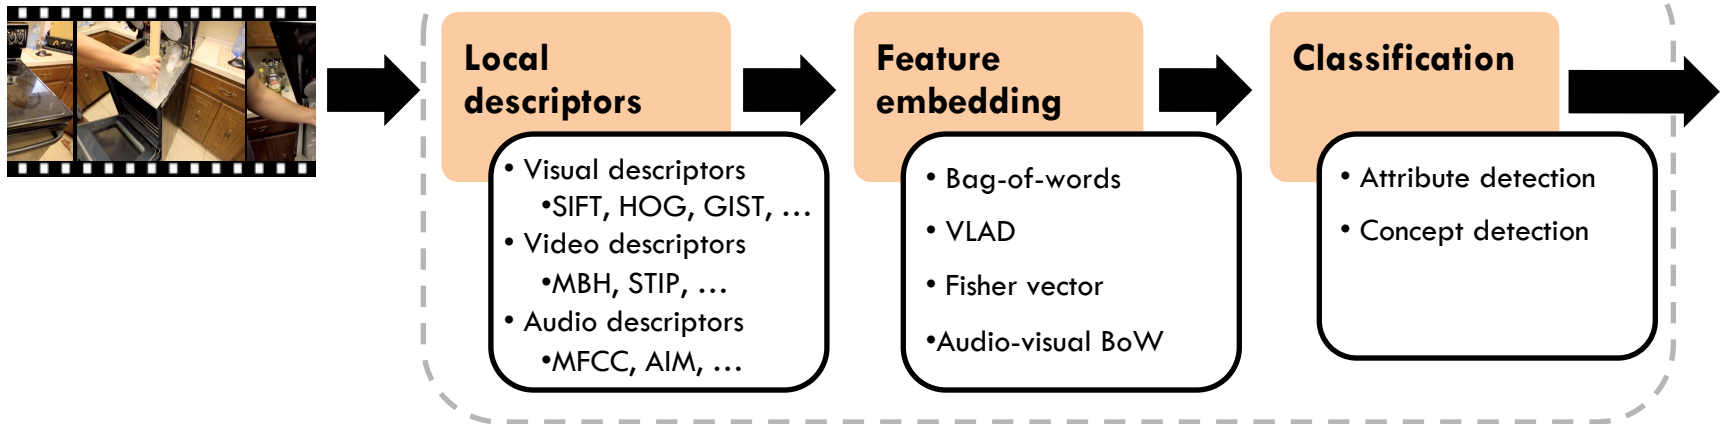 Local
descriptors
• Visual descriptors
•SIFT, HOG, GIST, …
• Video descriptors
•MBH, STIP, …
• Audio descriptors
•MFCC, AIM, …
Feature
embedding
• Bag-of-words
• VLAD
• Fisher vector
•Audio-visual BoW
Classification
• Attribute detection
• Concept detection